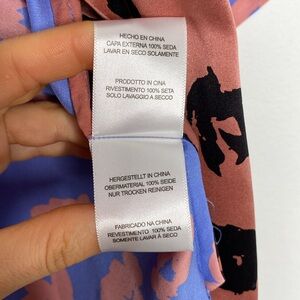 HECHO EN CHINA
CAPA EXTERNA 100% SEDA
LAVAR EN SECO SOLAMENTE
PRODOTTO IN CINA
RIVESTIMENTO 100% SETA
SOLO LAVAGGIO A SECCO
HERGESTELLT IN CHINA
OBERMATERIAL 100% SEIDE
NUR TROCKEN REINIGEN
FABRICADO NA CHINA
REVESTIMENTO 100% SEDA
SOMENTE LAVAR À SECO